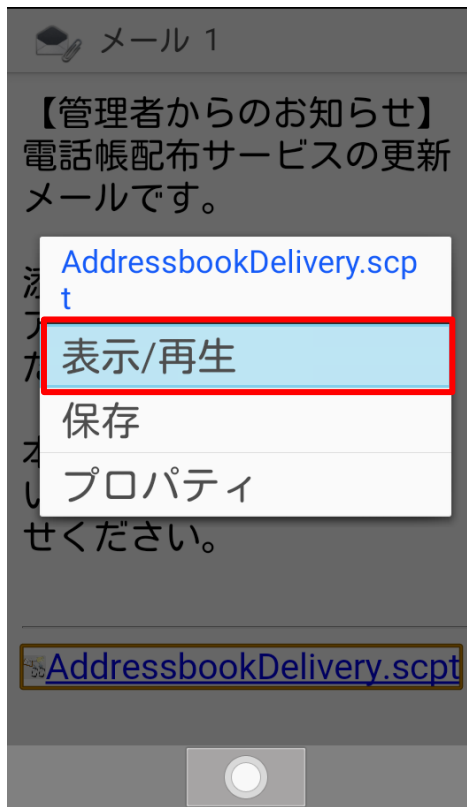 メール 1
【管理者からのお知らせ】
電話帳配布サービスの更新
メールです。
AddressbookDelivery.scp
t
表示/再生
保存
プロパティ
せください。
AddressbookDelivery.scpt